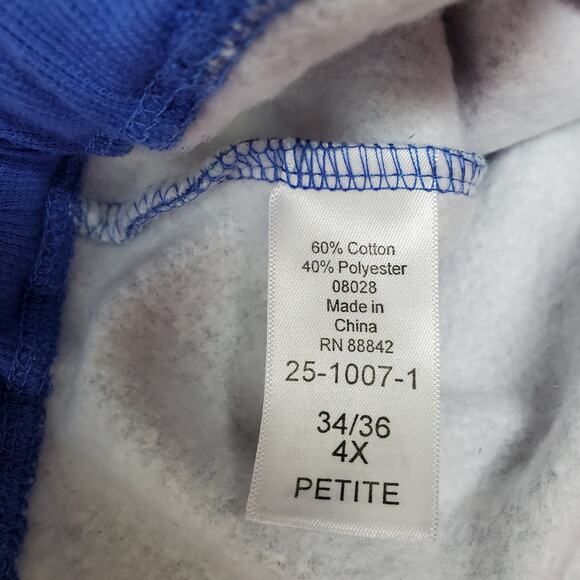 60% Cotton
40% Polyester
08028
Made in
China
RN 88842
25-1007-1
34/36
4X
PETITE